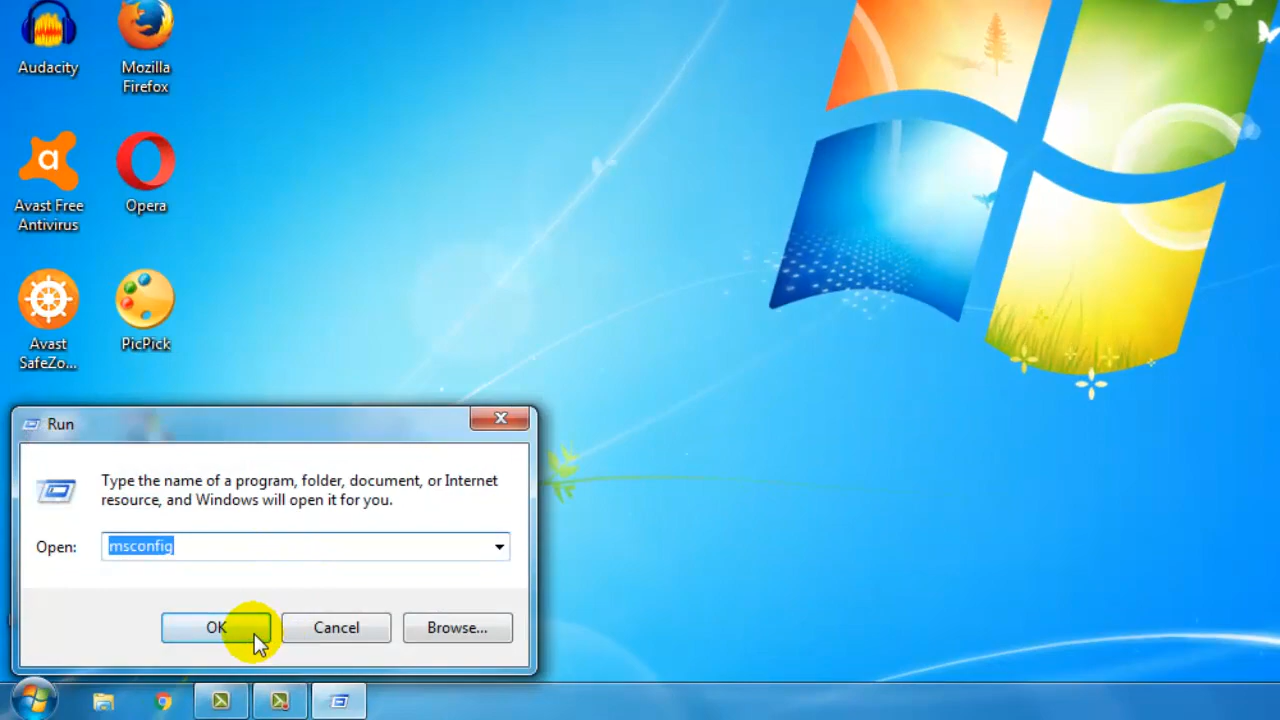 Audacity
Mozilla
Firefox
Avast Free
Antivirus
Opera
Avast
SafeZo...
PicPick
Run
Type the name of a program, folder, document, or Internet
resource, and Windows will open it for you.
Open:
msconfig
OK
Cancel
Browse...